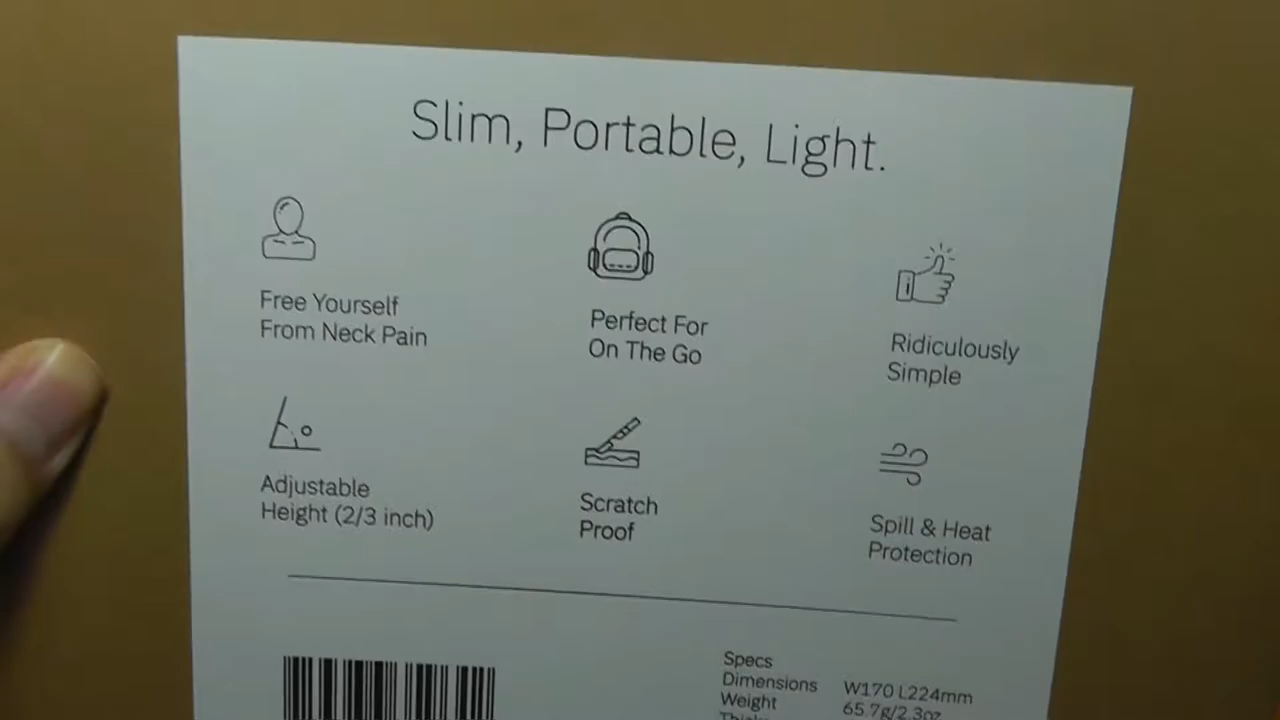 Slim, Portable, Light.
Free Yourself
From Neck Pain
Perfect For
On The Go
Ridiculously
Simple
Adjustable
Height (2/3 inch)
Scratch
Proof
Spill & Heat
Protection
Specs
Dimensions W170 L224mm
Weight 65.7g/2.3oz